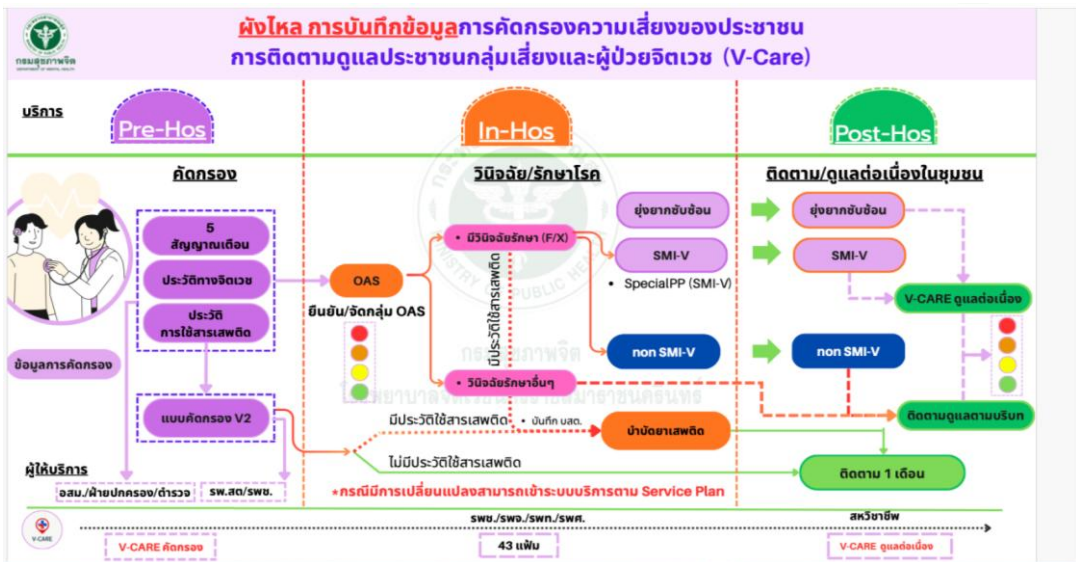 ผังไหล การบันทึกข้อมูลการคัดกรองความเสี่ยงของประชาชน
การติดตามดูแลประชาชนกลุ่มเสี่ยงและผู้ป่วยจิตเวช (V-Care)
กรมสุขภาพจิต
DEPARTMENT OF MENTAL HEALTH
บริการ
Pre-Hos
In-Hos
Post-Hos
คัดกรอง
วินิจฉัย/รักษาโรค
ติดตาม/ดูแลต่อเนื่องในชุมชน
5
สัญญาณเตือน
ประวัติทางจิตเวช
ประวัติ
การใช้สารเสพติด
ข้อมูลการคัดกรอง
แบบคัดกรอง V2
OAS
ยืนยัน/จัดกลุ่ม OAS
• มีวินิจฉัยรักษา (F/X)
มีประวัติใช้สารเสพติด
• วินิจฉัยรักษาอื่นๆ
ยุ่งยากซับซ้อน
SMI-V
• SpecialPP (SMI-V)
non SMI-V
ยุ่งยากซับซ้อน
SMI-V
V-CARE ดูแลต่อเนื่อง
non SMI-V
ติดตามดูแลตามบริบท
มีประวัติใช้สารเสพติด
• บันทึก บสต.
บำบัดยาเสพติด
ไม่มีประวัติใช้สารเสพติด
ติดตาม 1 เดือน
ผู้ให้บริการ
อสม./ฝ่ายปกครอง/ตำรวจ
รพ.สต/รพช.
*กรณีมีการเปลี่ยนแปลงสามารถเข้าระบบบริการตาม Service Plan
รพช./รพจ./รพท./รพศ.
สหวิชาชีพ
V-CARE
V-CARE คัดกรอง
43 แฟ้ม
V-CARE ดูแลต่อเนื่อง